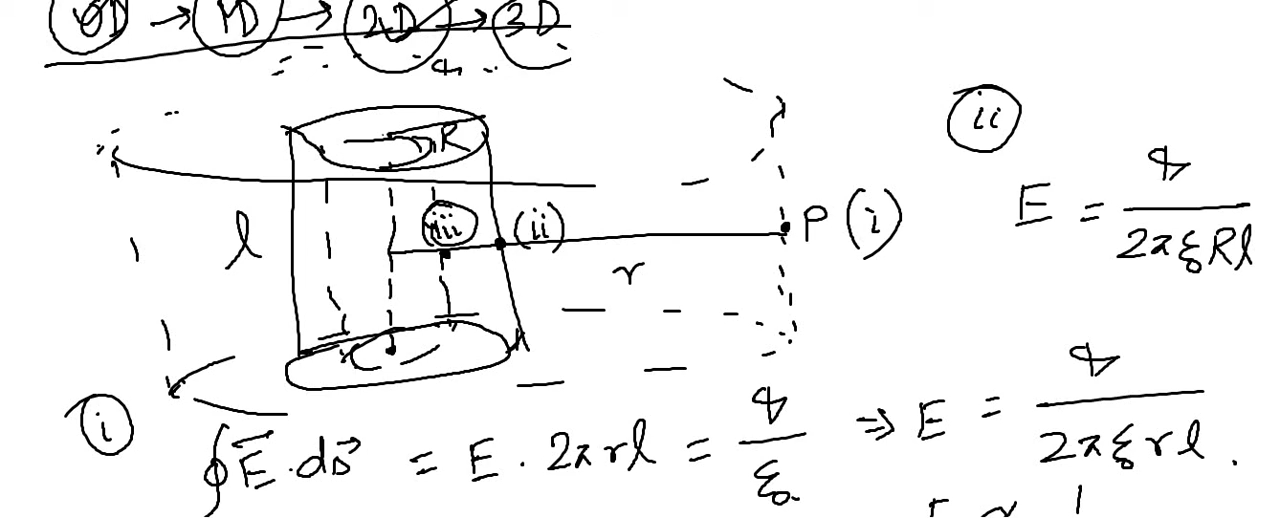 0D → 1D → 2D → 3D
q
R
l
(iii) (ii) P (i)
r
(ii)
E = q / 2πε₀Rl
(i)
∮E⃗.ds⃗ = E . 2πrl = q / ε₀ ⇒ E = q / 2πε₀rl .